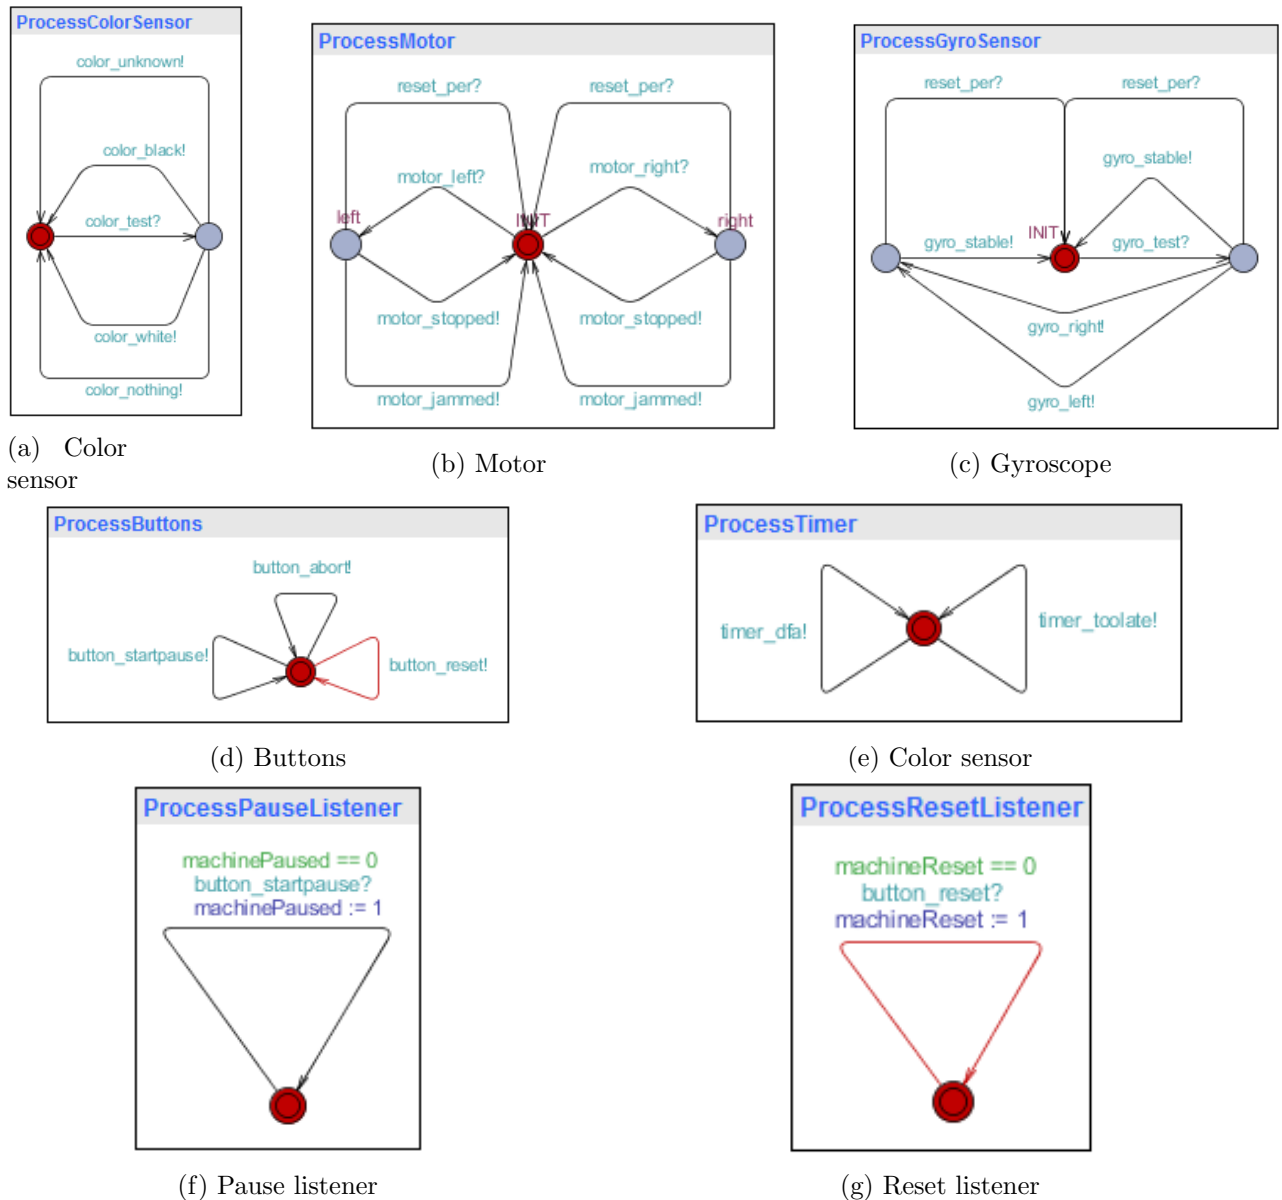 ProcessColorSensor
color_unknown!
color_black!
color_test?
color_white!
color_nothing!
(a) Color
sensor
ProcessMotor
reset_per?
reset_per?
motor_left?
motor_right?
left
INIT
right
motor_stopped!
motor_stopped!
motor_jammed!
motor_jammed!
(b) Motor
ProcessGyroSensor
reset_per?
reset_per?
gyro_stable!
INIT
gyro_stable!
gyro_test?
gyro_right!
gyro_left!
(c) Gyroscope
ProcessButtons
button_abort!
button_startpause!
button_reset!
(d) Buttons
ProcessTimer
timer_dfa!
timer_toolate!
(e) Color sensor
ProcessPauseListener
machinePaused == 0
button_startpause?
machinePaused := 1
(f) Pause listener
ProcessResetListener
machineReset == 0
button_reset?
machineReset := 1
(g) Reset listener